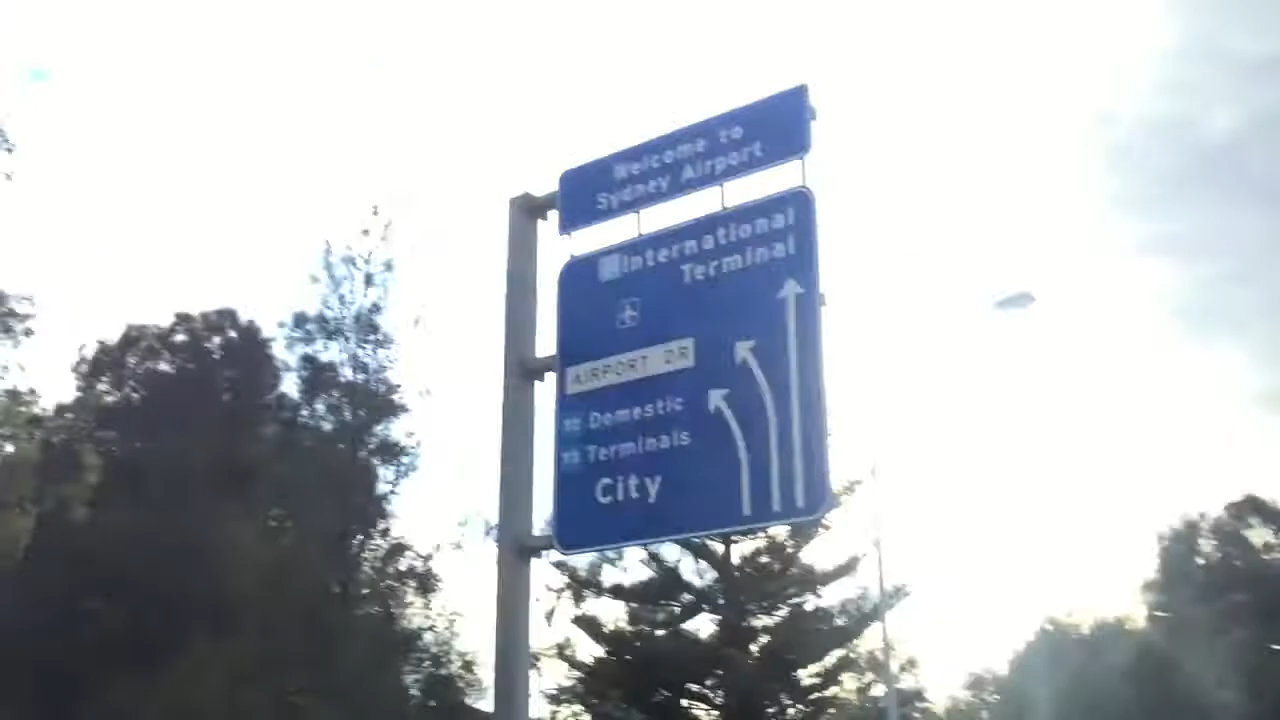 Welcome to
Sydney Airport
International
Terminal
AIRPORT DR
Domestic
Terminals
City